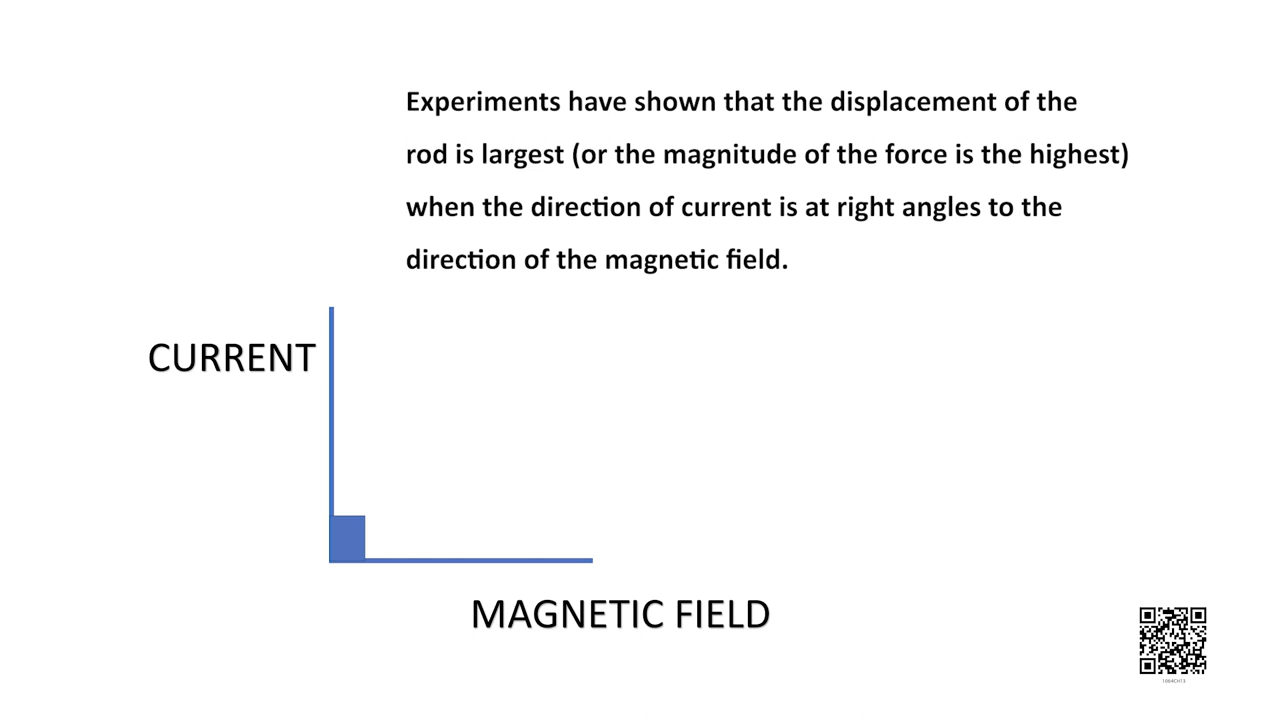 Experiments have shown that the displacement of the
rod is largest (or the magnitude of the force is the highest)
when the direction of current is at right angles to the
direction of the magnetic field.
CURRENT
MAGNETIC FIELD
1064CH13